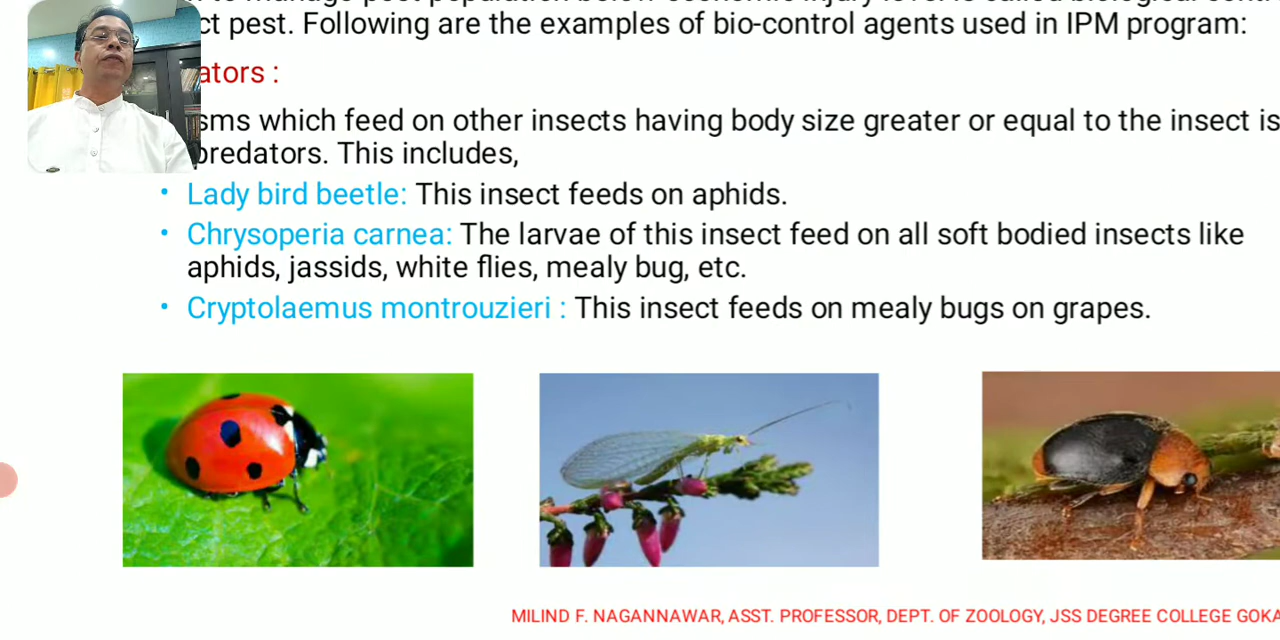 ct pest. Following are the examples of bio-control agents used in IPM program:
ators :
sms which feed on other insects having body size greater or equal to the insect is
predators. This includes,
• Lady bird beetle: This insect feeds on aphids.
• Chrysoperia carnea: The larvae of this insect feed on all soft bodied insects like
aphids, jassids, white flies, mealy bug, etc.
• Cryptolaemus montrouzieri : This insect feeds on mealy bugs on grapes.
MILIND F. NAGANNAWAR, ASST. PROFESSOR, DEPT. OF ZOOLOGY, JSS DEGREE COLLEGE GOKA